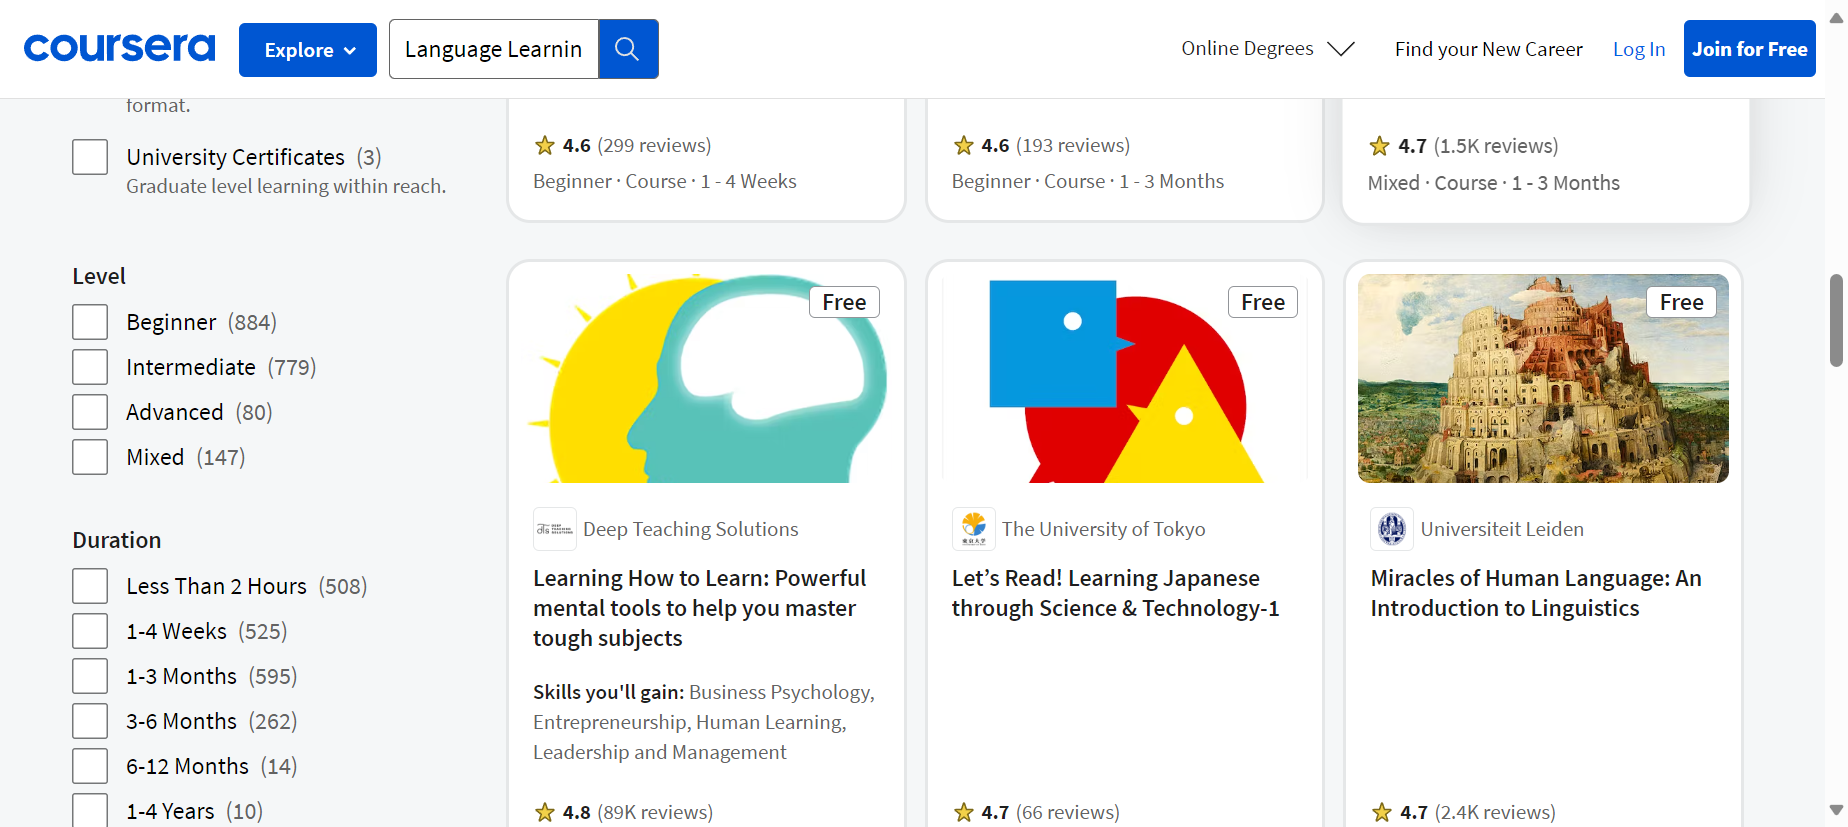 coursera
Explore
Language Learnin
Online Degrees
Find your New Career
Log In
Join for Free
format.
University Certificates (3)
Graduate level learning within reach.
Level
Beginner (884)
Intermediate (779)
Advanced (80)
Mixed (147)
Duration
Less Than 2 Hours (508)
1-4 Weeks (525)
1-3 Months (595)
3-6 Months (262)
6-12 Months (14)
1-4 Years (10)
4.6 (299 reviews)
Beginner · Course · 1 - 4 Weeks
4.6 (193 reviews)
Beginner · Course · 1 - 3 Months
4.7 (1.5K reviews)
Mixed · Course · 1 - 3 Months
Free
Deep Teaching Solutions
Learning How to Learn: Powerful
mental tools to help you master
tough subjects
Skills you'll gain: Business Psychology,
Entrepreneurship, Human Learning,
Leadership and Management
4.8 (89K reviews)
Free
東京大学
The University of Tokyo
Let’s Read! Learning Japanese
through Science & Technology-1
4.7 (66 reviews)
Free
Universiteit Leiden
Miracles of Human Language: An
Introduction to Linguistics
4.7 (2.4K reviews)